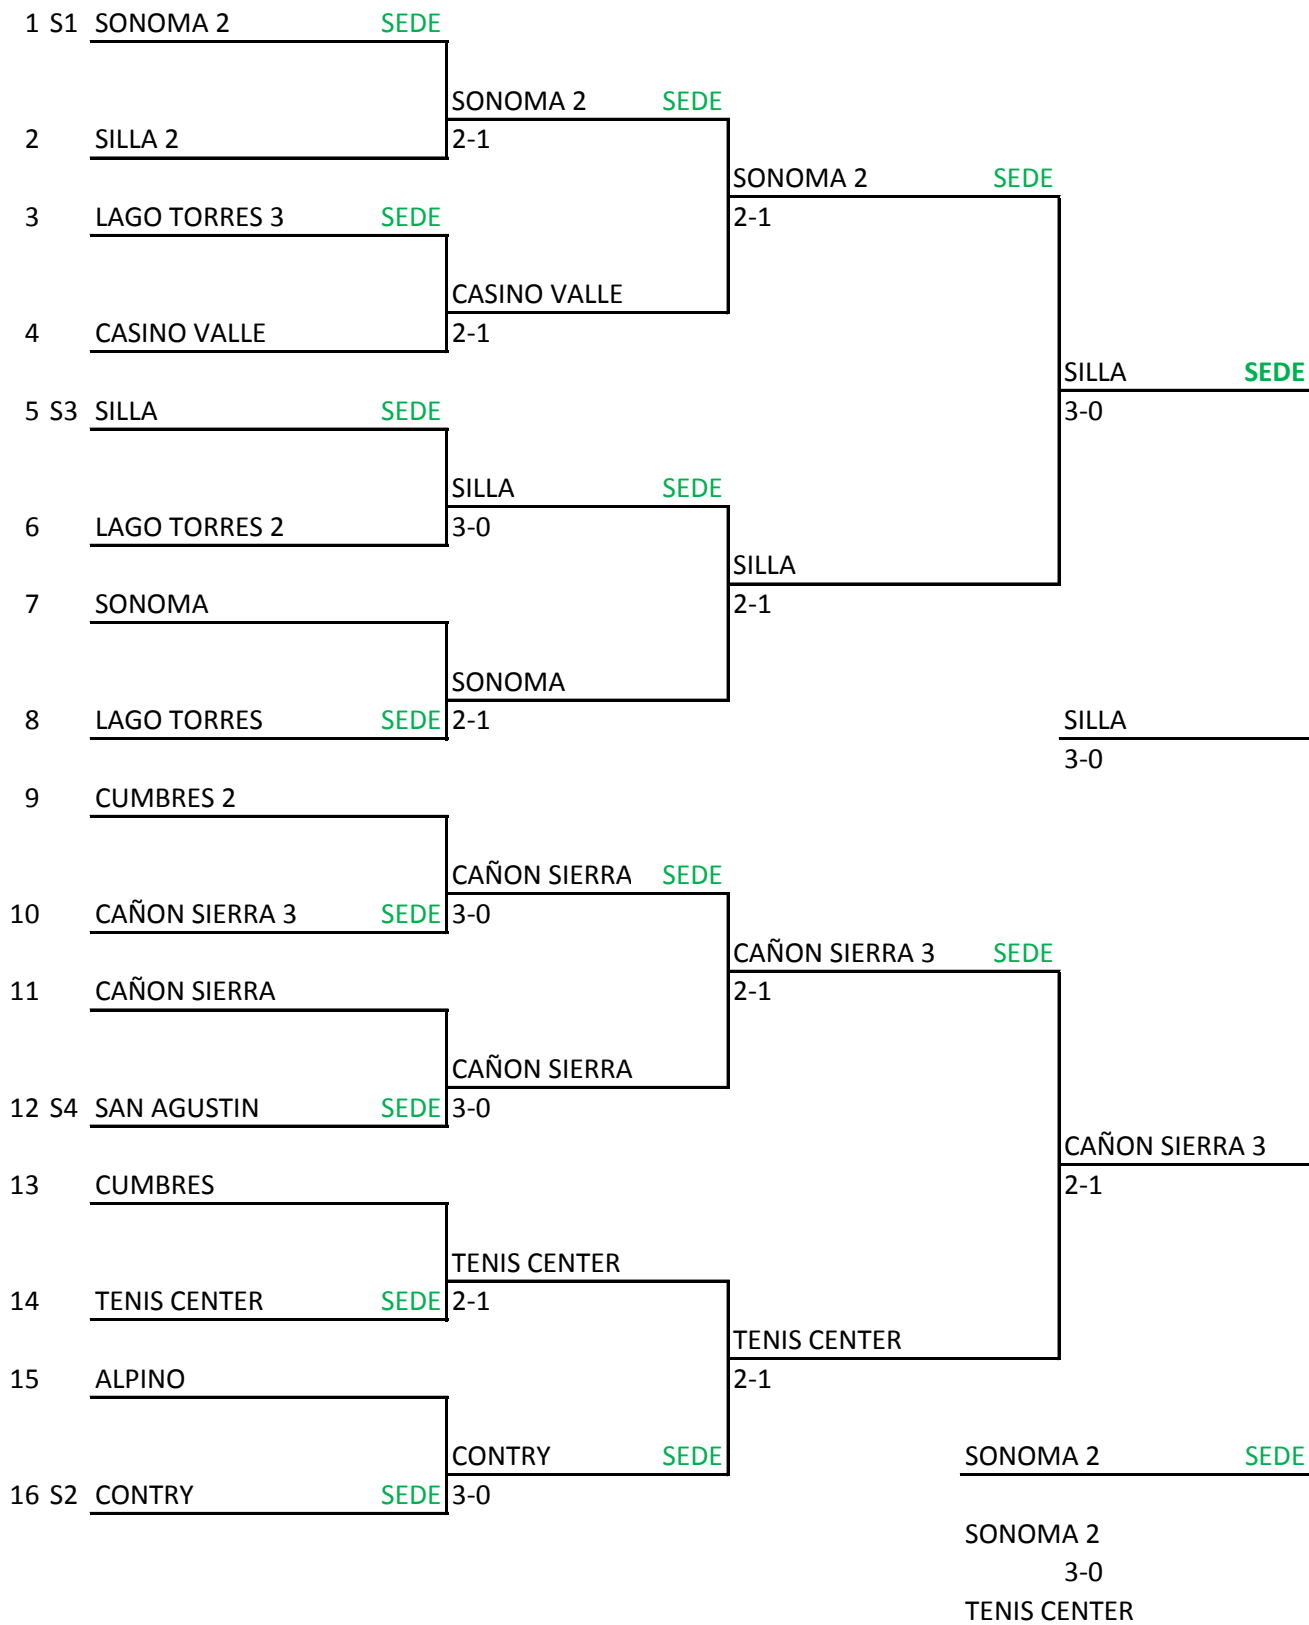 1 S1 SONOMA 2 SEDE
SONOMA 2 SEDE
2 SILLA 2 2-1
SONOMA 2 SEDE
3 LAGO TORRES 3 SEDE 2-1
CASINO VALLE
4 CASINO VALLE 2-1
SILLA SEDE
5 S3 SILLA SEDE 3-0
SILLA SEDE
6 LAGO TORRES 2 3-0
SILLA
7 SONOMA 2-1
SONOMA
8 LAGO TORRES SEDE 2-1 SILLA
3-0
9 CUMBRES 2
CAÑON SIERRA SEDE
10 CAÑON SIERRA 3 SEDE 3-0
CAÑON SIERRA 3 SEDE
11 CAÑON SIERRA 2-1
CAÑON SIERRA
12 S4 SAN AGUSTIN SEDE 3-0
CAÑON SIERRA 3
13 CUMBRES 2-1
TENIS CENTER
14 TENIS CENTER SEDE 2-1
TENIS CENTER
15 ALPINO 2-1
CONTRY SEDE SONOMA 2 SEDE
16 S2 CONTRY SEDE 3-0
SONOMA 2
3-0
TENIS CENTER